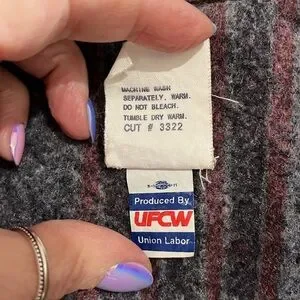 MACHINE WASH
SEPARATELY, WARM.
DO NOT BLEACH.
TUMBLE DRY WARM.
CUT # 3322
Produced By
UFCW
Union Labor